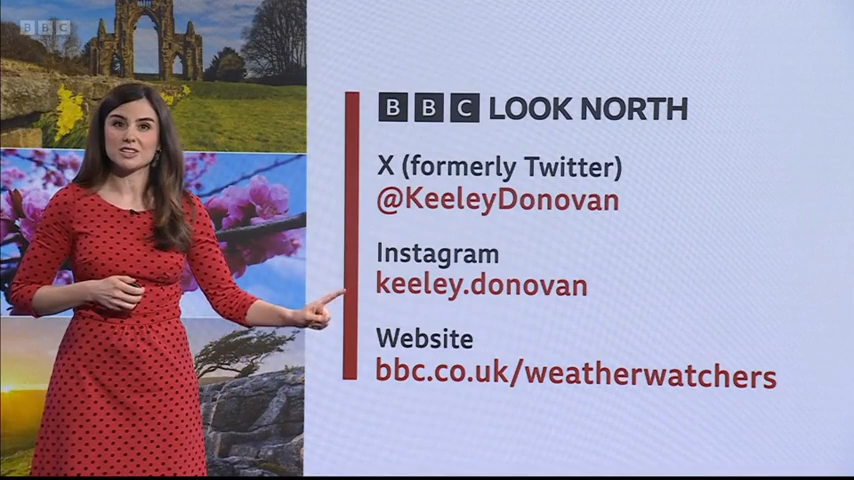 BBC
BBC LOOK NORTH
X (formerly Twitter)
@KeeleyDonovan
Instagram
keeley.donovan
Website
bbc.co.uk/weatherwatchers